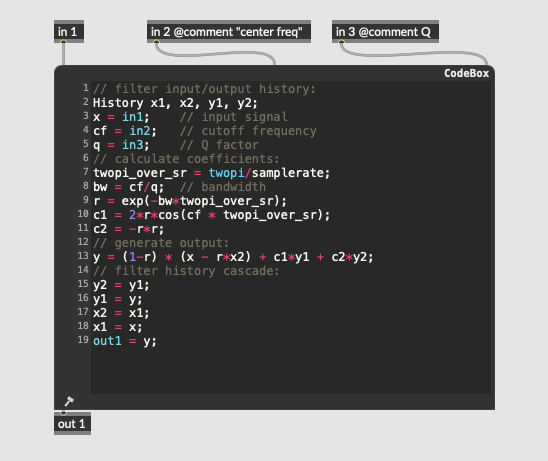 in 1
in 2 @comment "center freq"
in 3 @comment Q
CodeBox
1 // filter input/output history:
2 History x1, x2, y1, y2;
3 x = in1;    // input signal
4 cf = in2;   // cutoff frequency
5 q = in3;    // Q factor
6 // calculate coefficients:
7 twopi_over_sr = twopi/samplerate;
8 bw = cf/q;  // bandwidth
9 r = exp(-bw*twopi_over_sr);
10 c1 = 2*r*cos(cf * twopi_over_sr);
11 c2 = -r*r;
12 // generate output:
13 y = (1-r) * (x - r*x2) + c1*y1 + c2*y2;
14 // filter history cascade:
15 y2 = y1;
16 y1 = y;
17 x2 = x1;
18 x1 = x;
19 out1 = y;
out 1